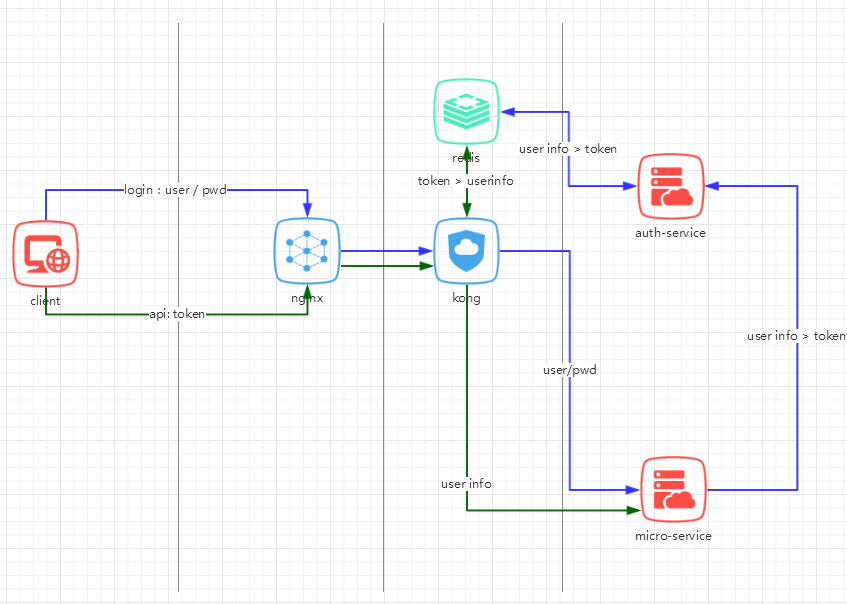 user info > token
redis
token > userinfo
login : user / pwd
auth-service
client
nginx
kong
api: token
user info > token
user/pwd
user info
micro-service